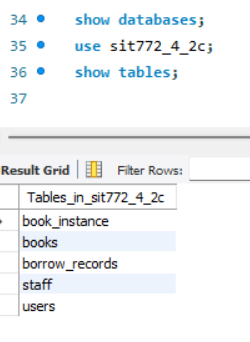 34 show databases;
35 use sit772_4_2c;
36 show tables;
37
Result Grid Filter Rows:
Tables_in_sit772_4_2c
book_instance
books
borrow_records
staff
users